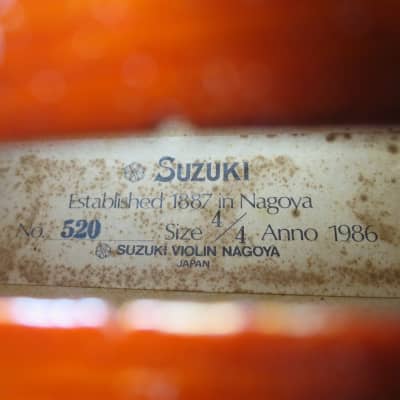 SUZUKI
Established 1887 in Nagoya
No. 520 Size 4/4 Anno 1986
SUZUKI VIOLIN NAGOYA
JAPAN